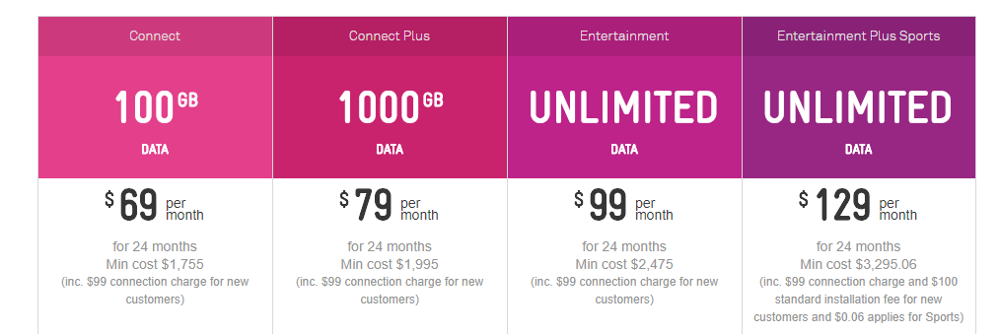 Connect
100 GB
DATA
$ 69 per month
for 24 months
Min cost $1,755
(inc. $99 connection charge for new
customers)
Connect Plus
1000 GB
DATA
$ 79 per month
for 24 months
Min cost $1,995
(inc. $99 connection charge for new
customers)
Entertainment
UNLIMITED
DATA
$ 99 per month
for 24 months
Min cost $2,475
(inc. $99 connection charge for new
customers)
Entertainment Plus Sports
UNLIMITED
DATA
$ 129 per month
for 24 months
Min cost $3,295.06
(inc. $99 connection charge and $100
standard installation fee for new
customers and $0.06 applies for Sports)